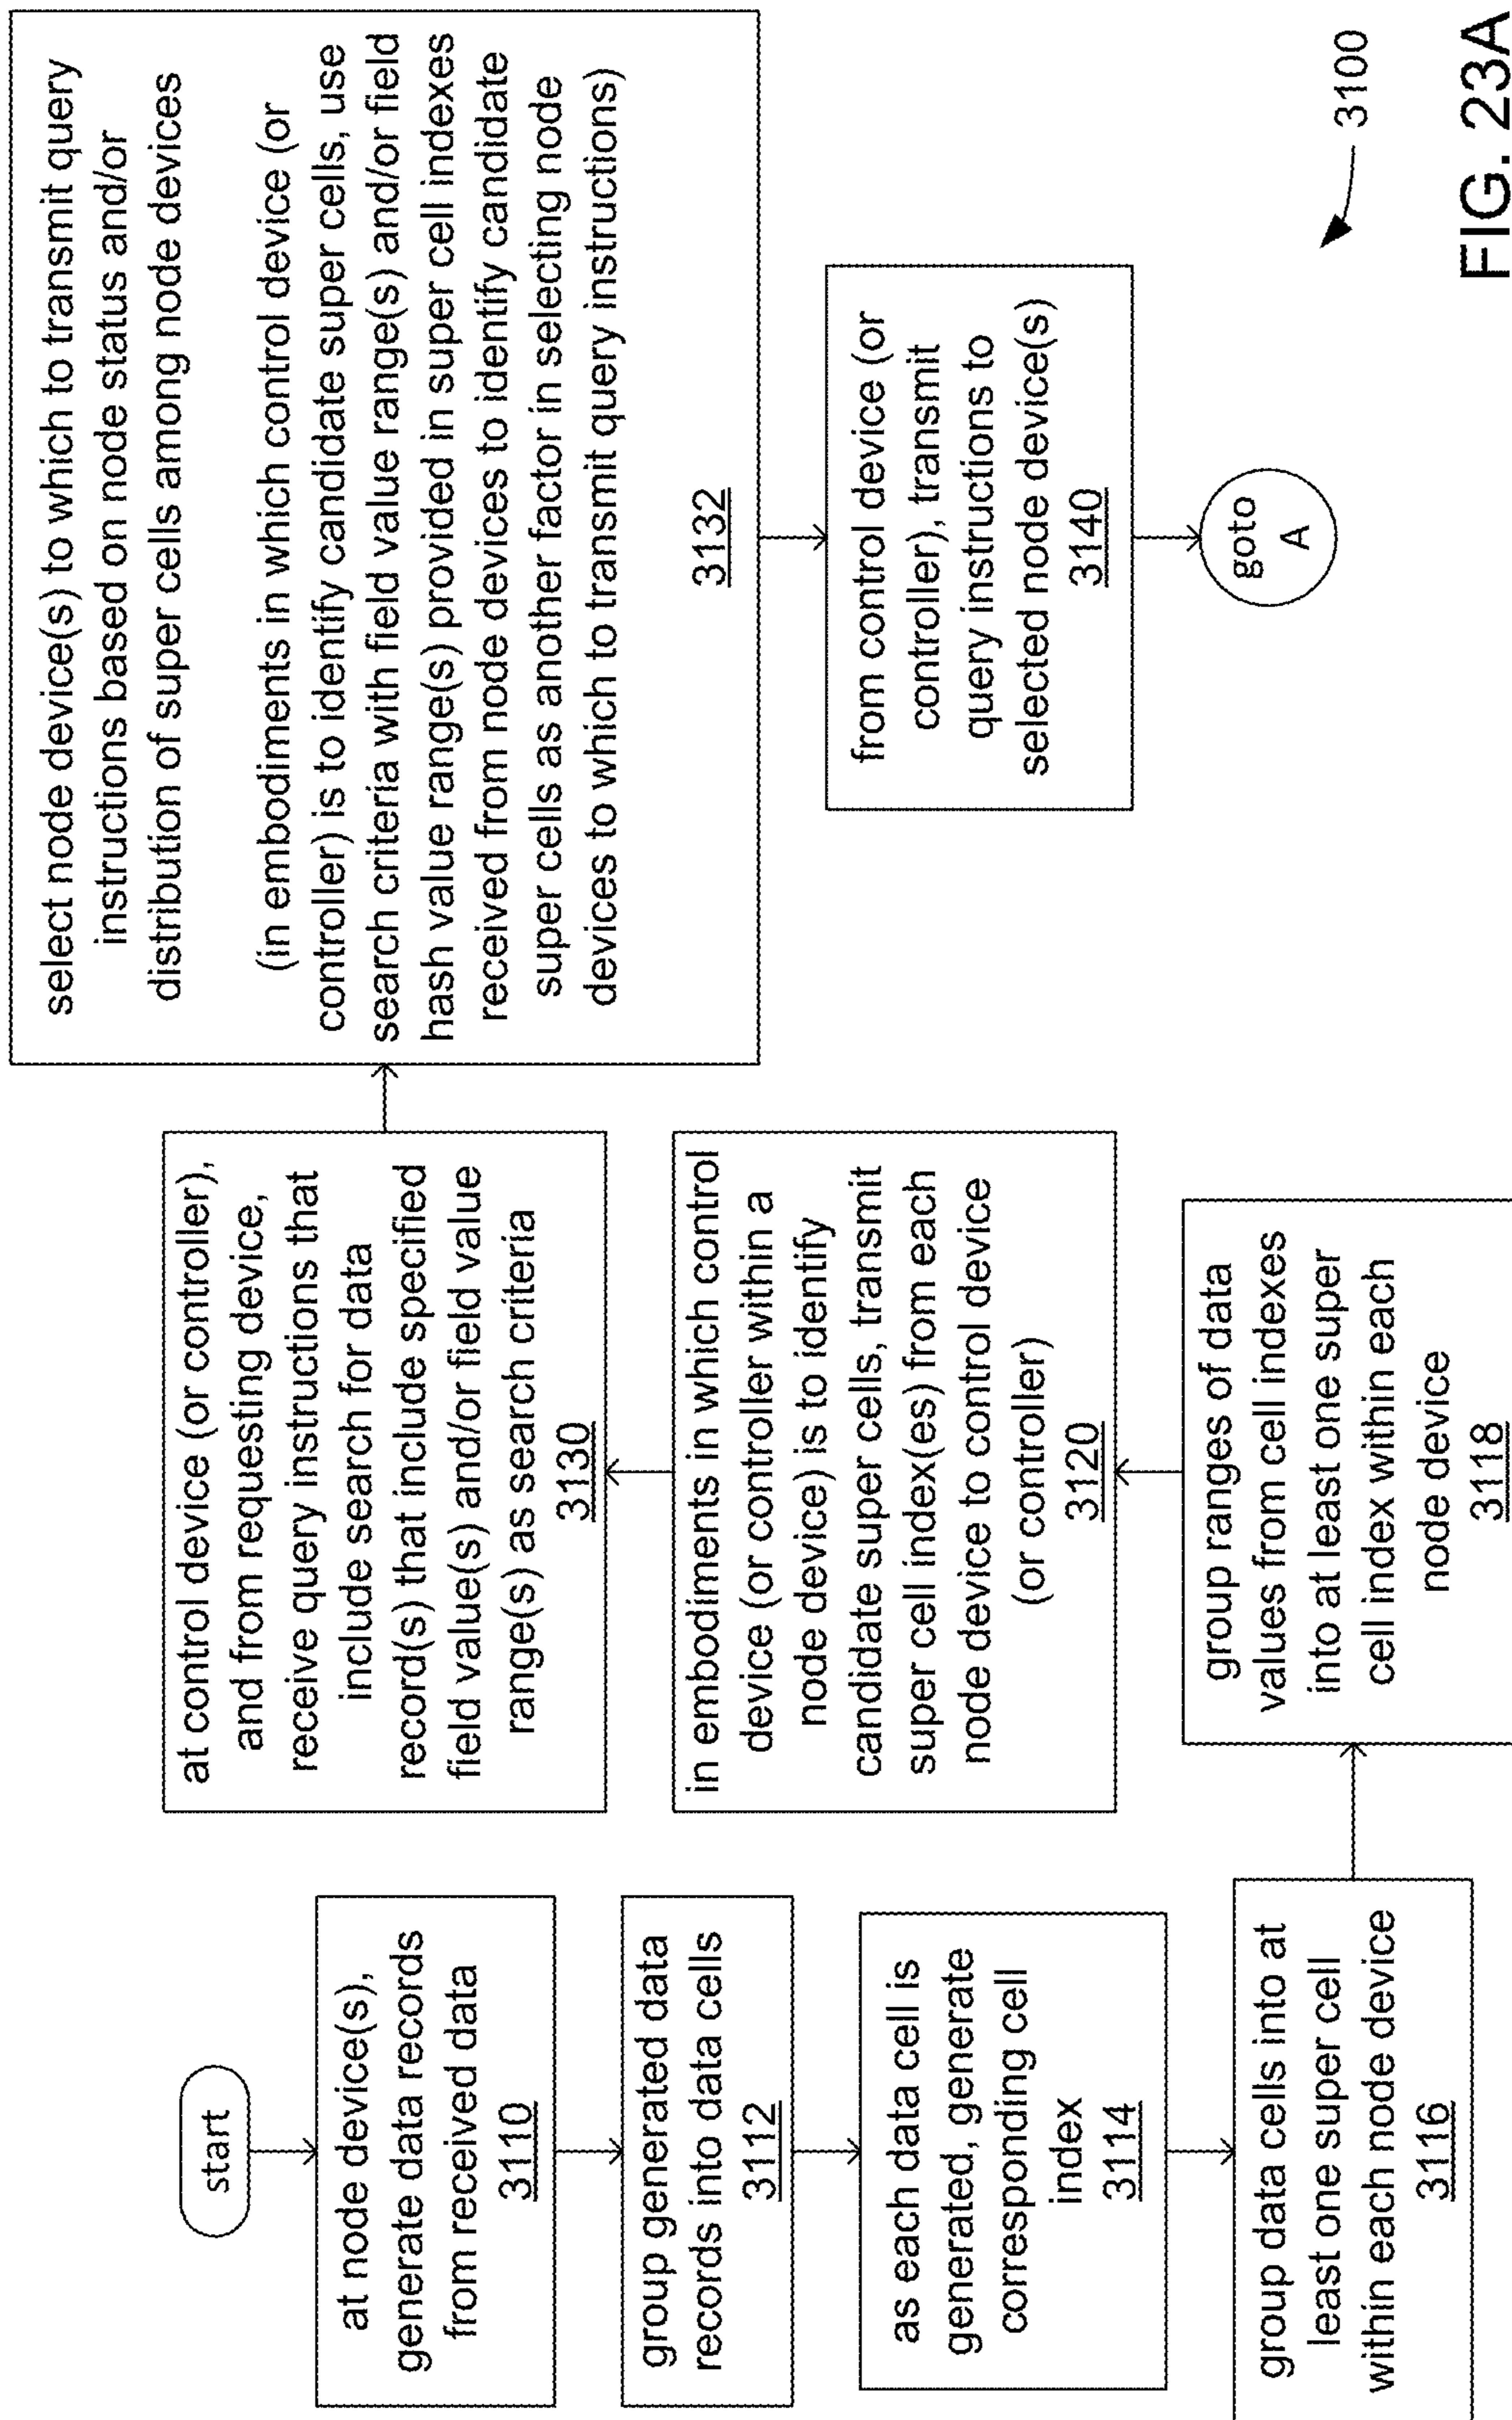 start
at node device(s),
generate data records
from received data
3110
group generated data
records into data cells
3112
as each data cell is
generated, generate
corresponding cell
index
3114
group data cells into at
least one super cell
within each node device
3116
group ranges of data
values from cell indexes
into at least one super
cell index within each
node device
3118
in embodiments in which control
device (or controller within a
node device) is to identify
candidate super cells, transmit
super cell index(es) from each
node device to control device
(or controller)
3120
at control device (or controller),
and from requesting device,
receive query instructions that
include search for data
record(s) that include specified
field value(s) and/or field value
range(s) as search criteria
3130
select node device(s) to which to transmit query
instructions based on node status and/or
distribution of super cells among node devices
(in embodiments in which control device (or
controller) is to identify candidate super cells, use
search criteria with field value range(s) and/or field
hash value range(s) provided in super cell indexes
received from node devices to identify candidate
super cells as another factor in selecting node
devices to which to transmit query instructions)
3132
from control device (or
controller), transmit
query instructions to
selected node device(s)
3140
goto
A
3100
FIG. 23A